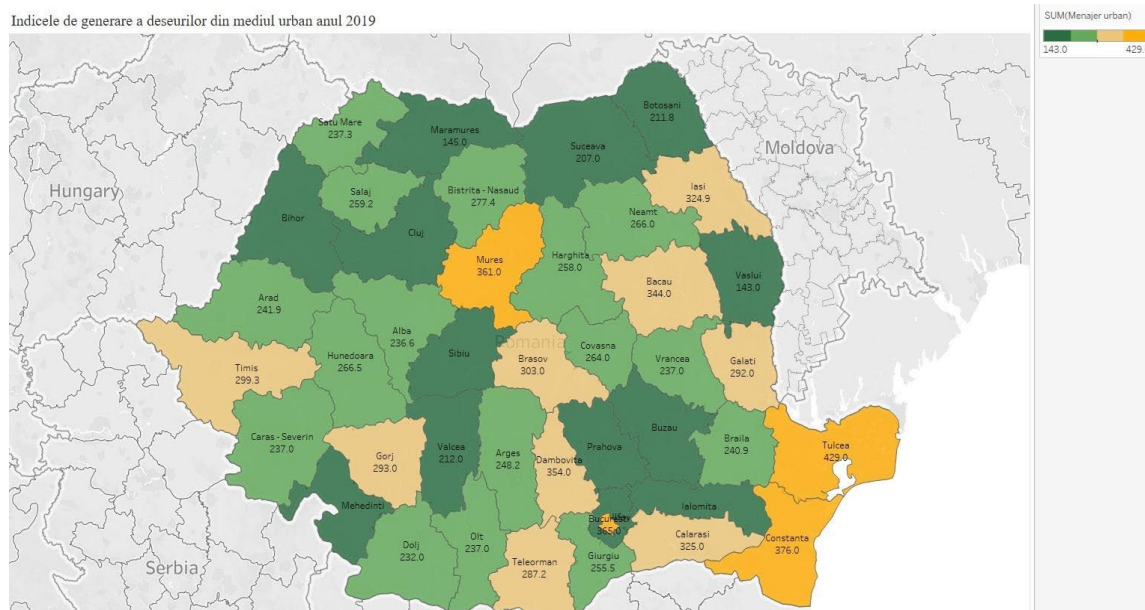 Indicele de generare a deseurilor din mediul urban anul 2019
SUM(Menajer urban)
143.0
429.
Botosani
211.8
Satu Mare
237.3
Maramures
145.0
Suceava
207.0
Moldova
Hungary
Iasi
324.9
Salaj
259.2
Bistrita - Nasaud
277.4
Neamt
266.0
Bihor
Cluj
Mures
361.0
Harghita
258.0
Bacau
344.0
Vaslui
143.0
Arad
241.9
Alba
236.6
Romania
Sibiu
Brasov
303.0
Covasna
264.0
Vrancea
237.0
Galati
292.0
Timis
299.3
Hunedoara
266.5
Caras - Severin
237.0
Gorj
293.0
Valcea
212.0
Arges
248.2
Dambovita
354.0
Prahova
Buzau
Braila
240.9
Tulcea
429.0
Mehedinti
Bucuresti
365.0
Ialomita
Calarasi
325.0
Constanta
376.0
Dolj
232.0
Olt
237.0
Teleorman
287.2
Giurgiu
255.5
Serbia